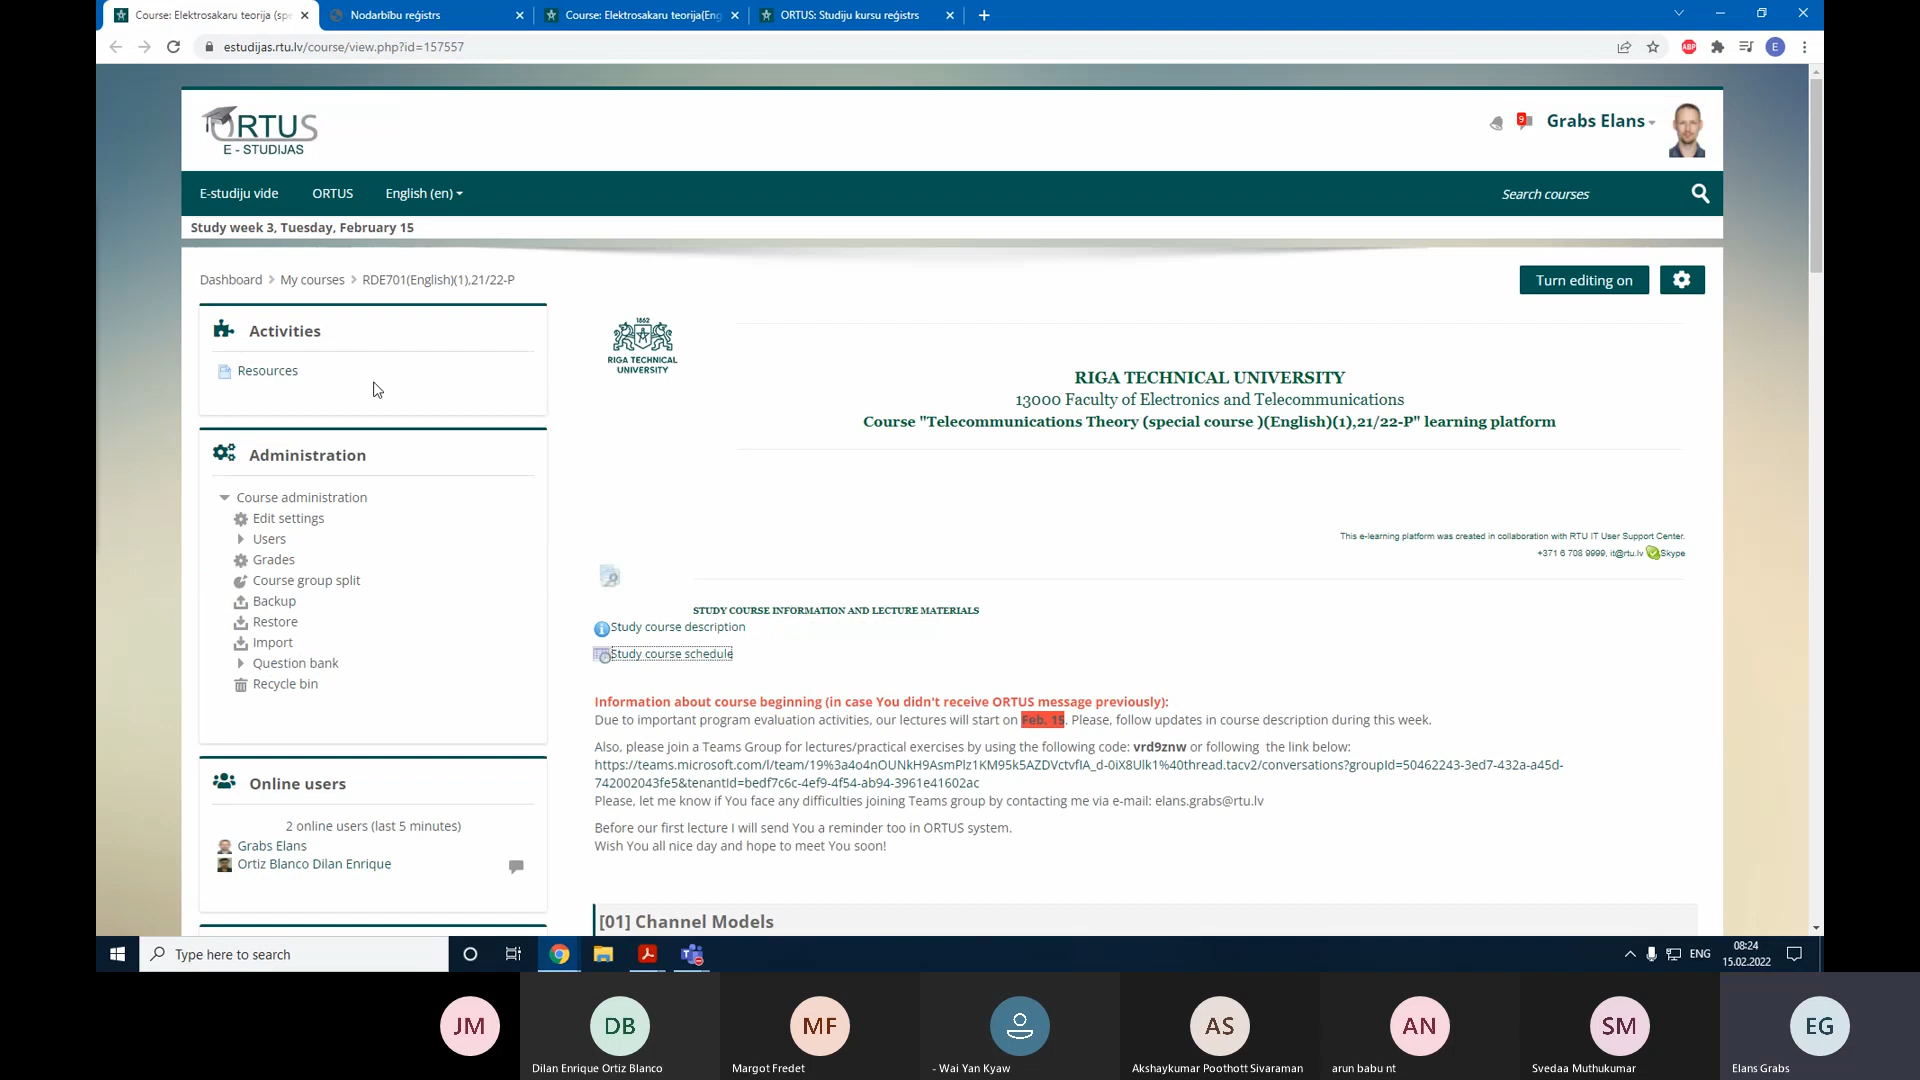 Course: Elektrosakaru teorija (spe
Nodarbību reģistrs
Course: Elektrosakaru teorija(Eng
ORTUS: Studiju kursu reģistrs
estudijas.rtu.lv/course/view.php?id=157557
ABP
E
ORTUS
E - STUDIJAS
9
Grabs Elans
E-studiju vide
ORTUS
English (en)
Search courses
Study week 3, Tuesday, February 15
Dashboard > My courses > RDE701(English)(1),21/22-P
Turn editing on
Activities
Resources
Administration
Course administration
Edit settings
Users
Grades
Course group split
Backup
Restore
Import
Question bank
Recycle bin
Online users
2 online users (last 5 minutes)
Grabs Elans
Ortiz Blanco Dilan Enrique
1862
RIGA TECHNICAL
UNIVERSITY
RIGA TECHNICAL UNIVERSITY
13000 Faculty of Electronics and Telecommunications
Course "Telecommunications Theory (special course )(English)(1),21/22-P" learning platform
This e-learning platform was created in collaboration with RTU IT User Support Center.
+371 6 708 9999, it@rtu.lv Skype
STUDY COURSE INFORMATION AND LECTURE MATERIALS
Study course description
Study course schedule
Information about course beginning (in case You didn't receive ORTUS message previously):
Due to important program evaluation activities, our lectures will start on Feb. 15. Please, follow updates in course description during this week.
Also, please join a Teams Group for lectures/practical exercises by using the following code: vrd9znw or following the link below:
https://teams.microsoft.com/l/team/19%3a4o4nOUNkH9AsmPlz1KM95k5AZDVctvfIA_d-0iX8Ulk1%40thread.tacv2/conversations?groupId=50462243-3ed7-432a-a45d-
742002043fe5&tenantId=bedf7c6c-4ef9-4f54-ab94-3961e41602ac
Please, let me know if You face any difficulties joining Teams group by contacting me via e-mail: elans.grabs@rtu.lv
Before our first lecture I will send You a reminder too in ORTUS system.
Wish You all nice day and hope to meet You soon!
[01] Channel Models
Type here to search
ENG
08:24
15.02.2022
JM
DB
MF
AS
AN
SM
EG
Dilan Enrique Ortiz Blanco
Margot Fredet
- Wai Yan Kyaw
Akshaykumar Poothott Sivaraman
arun babu nt
Svedaa Muthukumar
Elans Grabs